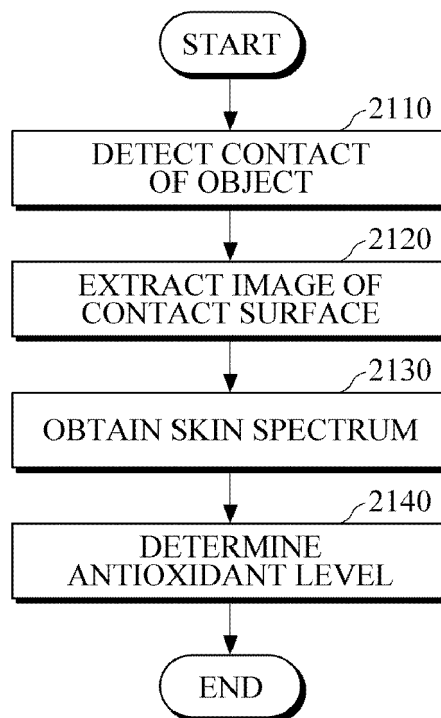 START
2110
DETECT CONTACT
OF OBJECT
2120
EXTRACT IMAGE OF
CONTACT SURFACE
2130
OBTAIN SKIN SPECTRUM
2140
DETERMINE
ANTIOXIDANT LEVEL
END